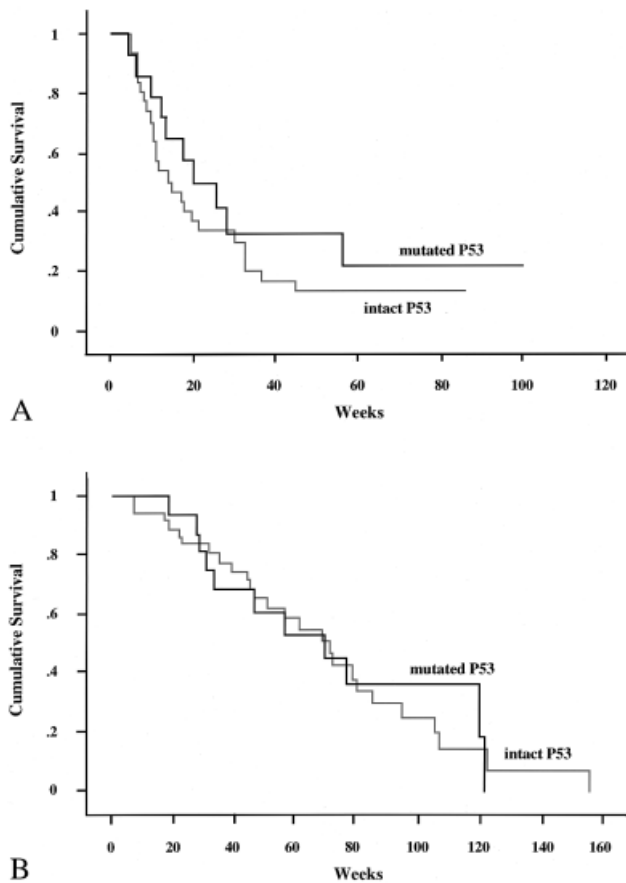 1
.8
.6
.4
.2
0
Cumulative Survival
mutated P53
intact P53
0 20 40 60 80 100 120
Weeks
A
1
.8
.6
.4
.2
0
Cumulative Survival
mutated P53
intact P53
0 20 40 60 80 100 120 140 160
Weeks
B